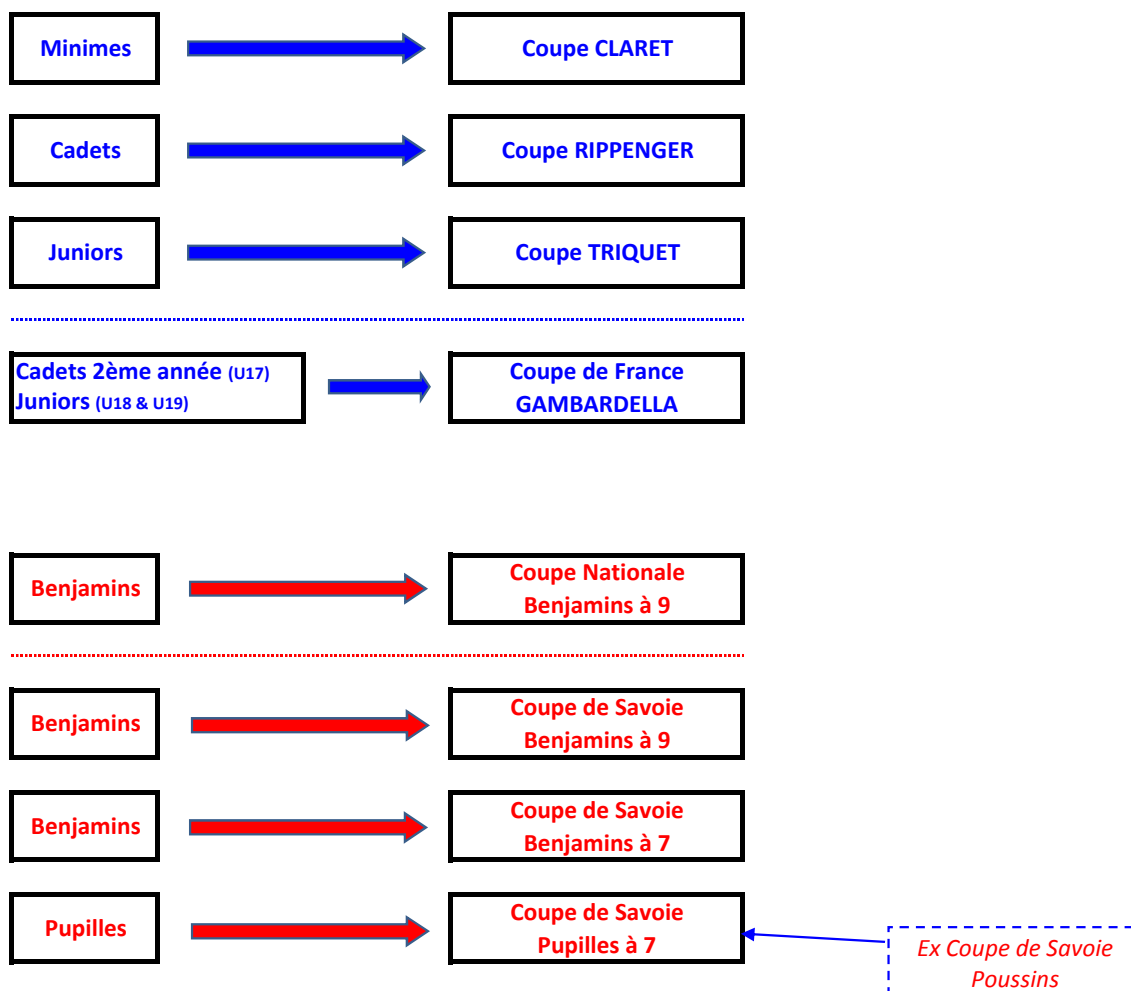 Minimes
Coupe CLARET
Cadets
Coupe RIPPENGER
Juniors
Coupe TRIQUET
Cadets 2ème année (U17)
Juniors (U18 & U19)
Coupe de France
GAMBARDELLA
Benjamins
Coupe Nationale
Benjamins à 9
Benjamins
Coupe de Savoie
Benjamins à 9
Benjamins
Coupe de Savoie
Benjamins à 7
Pupilles
Coupe de Savoie
Pupilles à 7
Ex Coupe de Savoie
Poussins